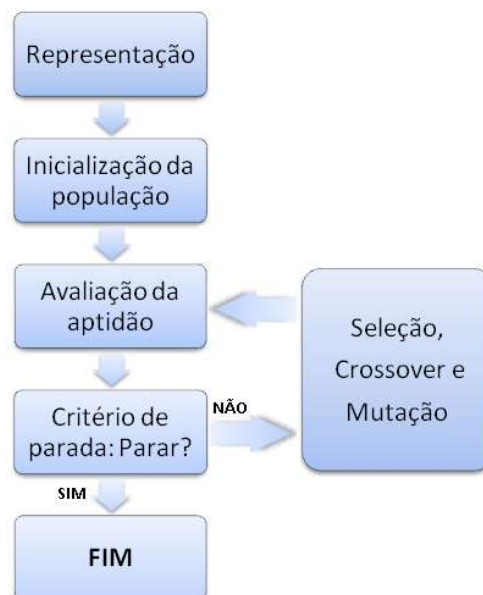 Representação
Inicialização da
população
Avaliação da
aptidão
Seleção,
Crossover e
Mutação
Critério de
parada: Parar?
NÃO
SIM
FIM